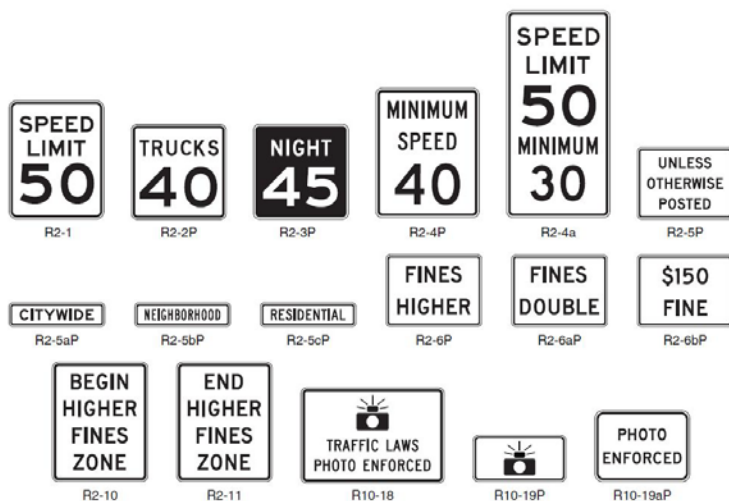 SPEED
LIMIT
50
R2-1
TRUCKS
40
R2-2P
NIGHT
45
R2-3P
MINIMUM
SPEED
40
R2-4P
SPEED
LIMIT
50
MINIMUM
30
R2-4a
UNLESS
OTHERWISE
POSTED
R2-5P
CITYWIDE
R2-5aP
NEIGHBORHOOD
R2-5bP
RESIDENTIAL
R2-5cP
FINES
HIGHER
R2-6P
FINES
DOUBLE
R2-6aP
$150
FINE
R2-6bP
BEGIN
HIGHER
FINES
ZONE
R2-10
END
HIGHER
FINES
ZONE
R2-11
TRAFFIC LAWS
PHOTO ENFORCED
R10-18
R10-19P
PHOTO
ENFORCED
R10-19aP